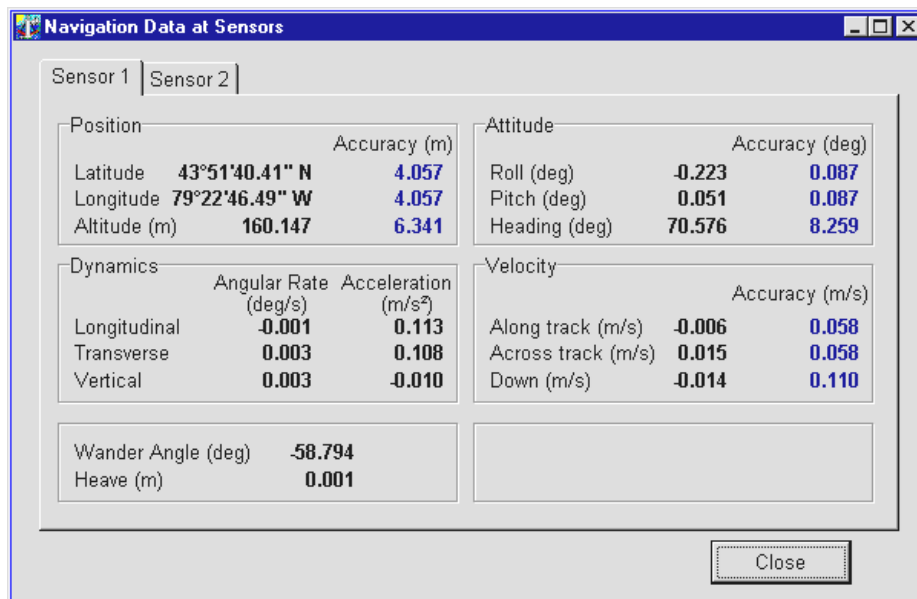 Navigation Data at Sensors
Sensor 1 Sensor 2
Position
Accuracy (m)
Latitude 43°51'40.41" N 4.057
Longitude 79°22'46.49" W 4.057
Altitude (m) 160.147 6.341
Attitude
Accuracy (deg)
Roll (deg) -0.223 0.087
Pitch (deg) 0.051 0.087
Heading (deg) 70.576 8.259
Dynamics
Angular Rate Acceleration
(deg/s) (m/s²)
Longitudinal -0.001 0.113
Transverse 0.003 0.108
Vertical 0.003 -0.010
Velocity
Accuracy (m/s)
Along track (m/s) -0.006 0.058
Across track (m/s) 0.015 0.058
Down (m/s) -0.014 0.110
Wander Angle (deg) -58.794
Heave (m) 0.001
Close